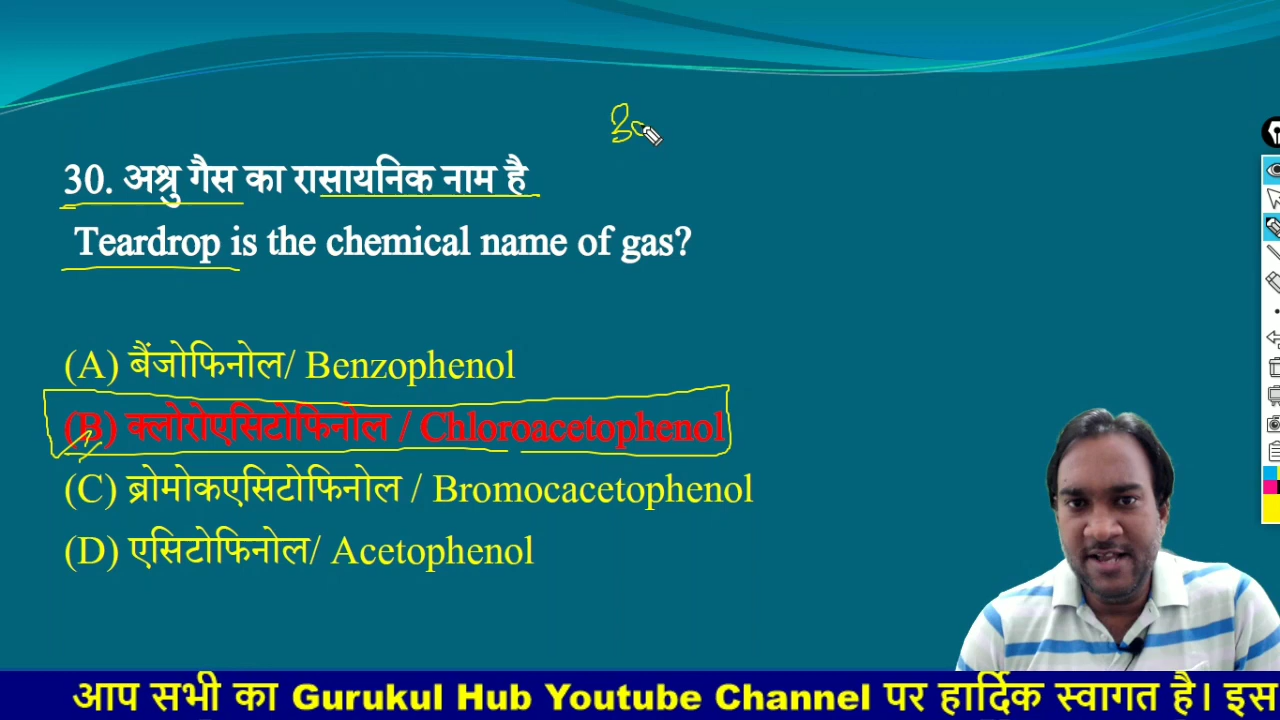 30. अश्रु गैस का रासायनिक नाम है
Teardrop is the chemical name of gas?
(A) बैंजोफिनोल/ Benzophenol
(B) क्लोरोएसिटोफिनोल / Chloroacetophenol
(C) ब्रोमोकएसिटोफिनोल / Bromocacetophenol
(D) एसिटोफिनोल/ Acetophenol
आप सभी का Gurukul Hub Youtube Channel पर हार्दिक स्वागत है। इस